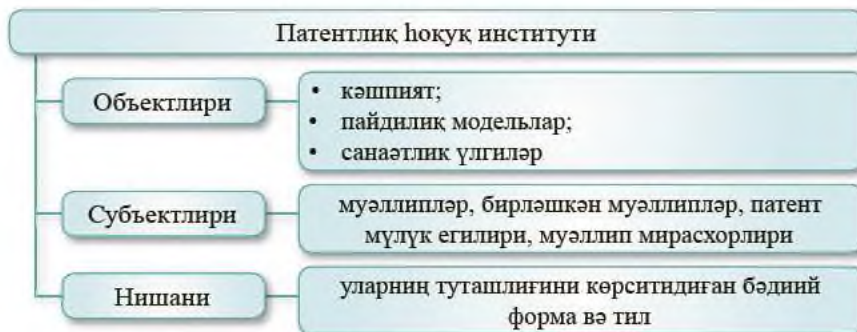 Патентлиқ һоқуқ институти
Объектлири
• кәшпият;
• пайдилиқ модельлар;
• санаәтлик үлгиләр
Субъектлири
муәллипләр, бирләшкән муәллипләр, патент
мүлүк егилири, муәллип мирасхорлири
Нишани
уларниң туташлиғини көрситидиған бәдиий
форма вә тил